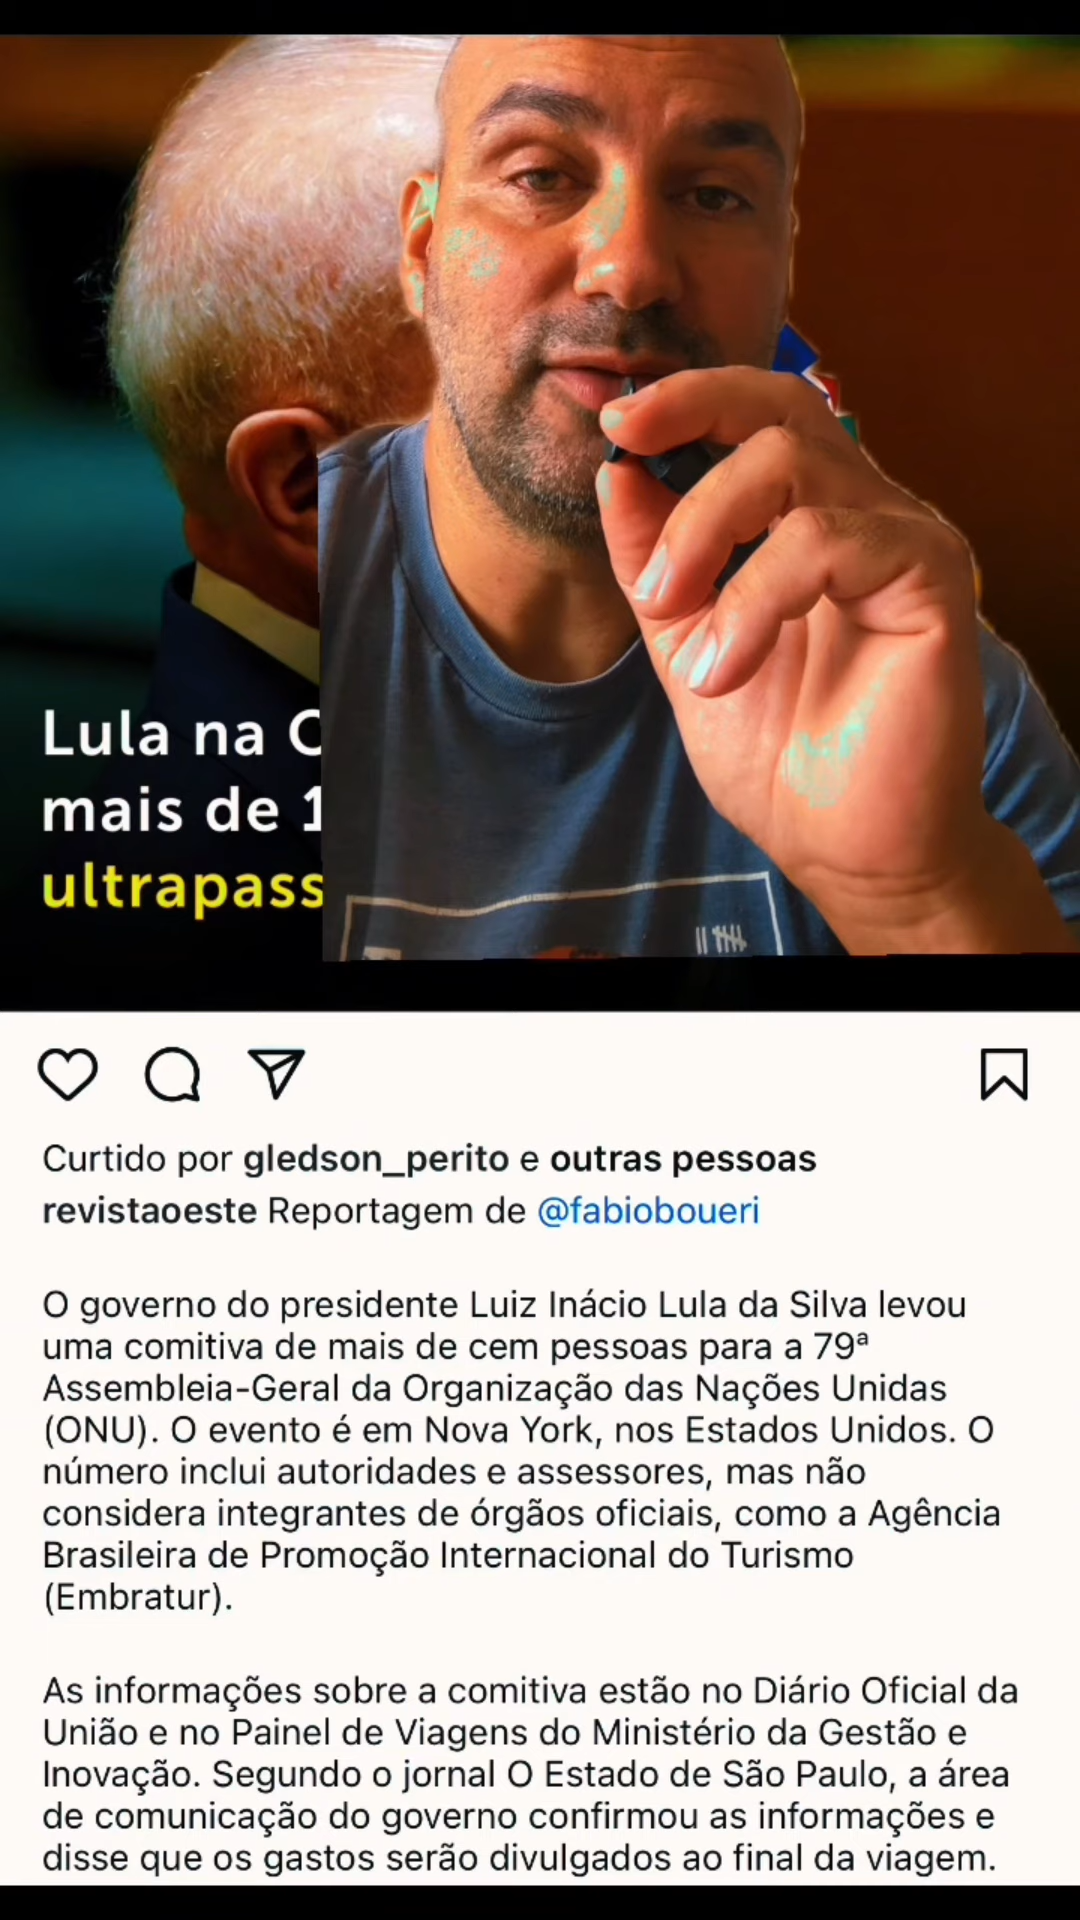 Lula na
mais de 1
ultrapass
Curtido por gledson_perito e outras pessoas
revistaoeste Reportagem de @fabioboueri
O governo do presidente Luiz Inácio Lula da Silva levou
uma comitiva de mais de cem pessoas para a 79ª
Assembleia-Geral da Organização das Nações Unidas
(ONU). O evento é em Nova York, nos Estados Unidos. O
número inclui autoridades e assessores, mas não
considera integrantes de órgãos oficiais, como a Agência
Brasileira de Promoção Internacional do Turismo
(Embratur).
As informações sobre a comitiva estão no Diário Oficial da
União e no Painel de Viagens do Ministério da Gestão e
Inovação. Segundo o jornal O Estado de São Paulo, a área
de comunicação do governo confirmou as informações e
disse que os gastos serão divulgados ao final da viagem.